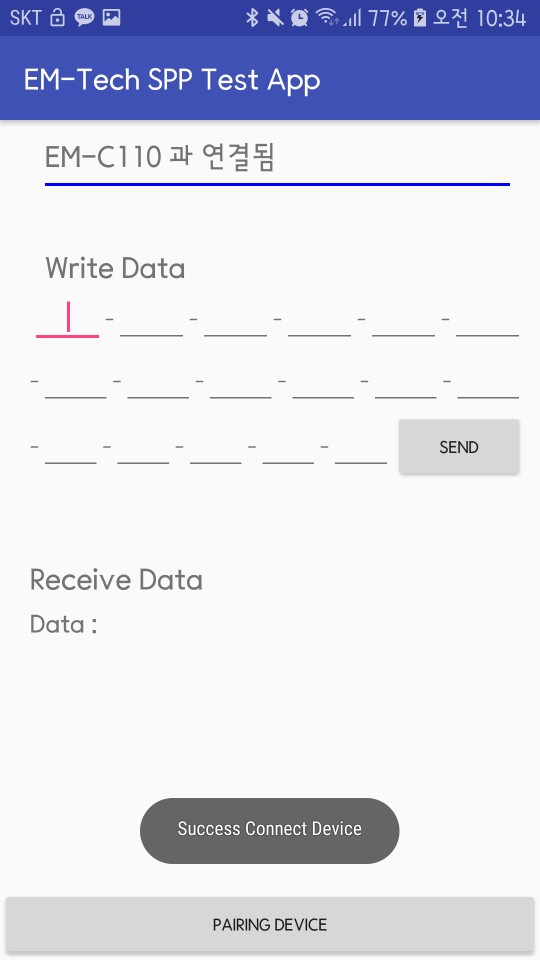 SKT TALK 77% 오전 10:34
EM-Tech SPP Test App
EM-C110 과 연결됨
Write Data
- - - - -
- - - - - -
- - - - - SEND
Receive Data
Data :
Success Connect Device
PAIRING DEVICE